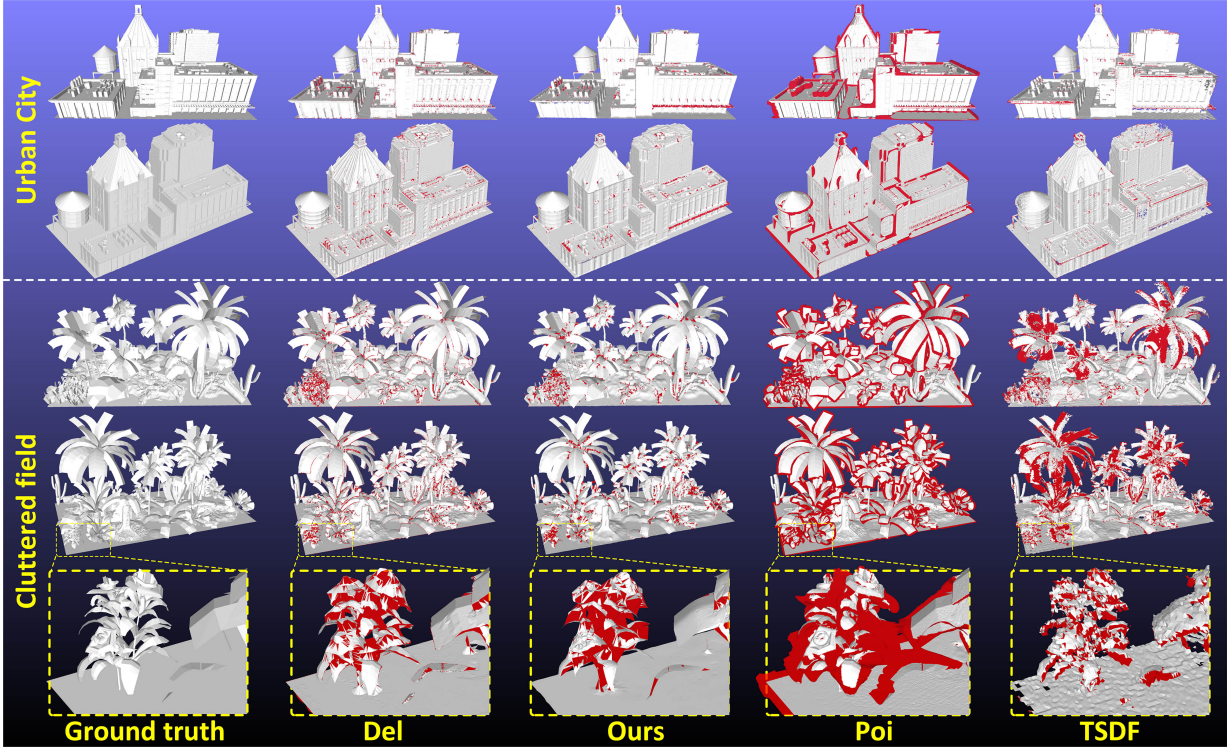 Urban City
Cluttered field
Ground truth
Del
Ours
Poi
TSDF